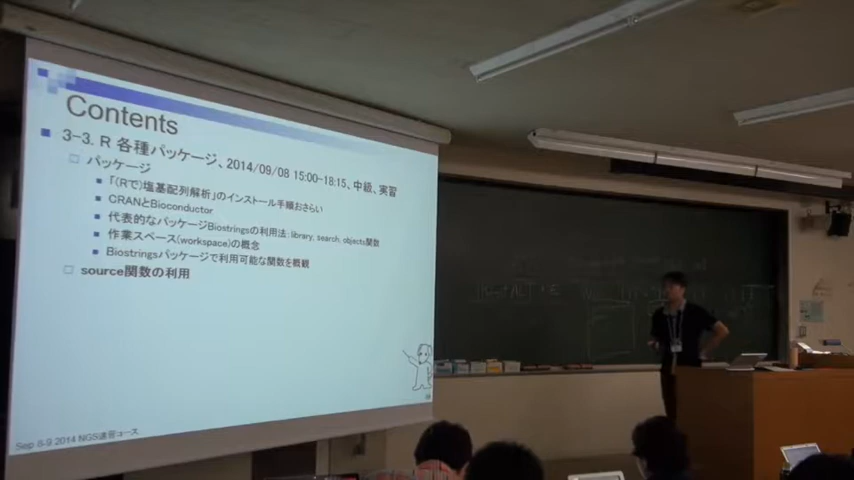 Contents
3-3. R 各種パッケージ、2014/09/08 15:00-18:15、中級、実習
パッケージ
「(Rで)塩基配列解析」のインストール手順おさらい
CRANとBioconductor
代表的なパッケージBiostringsの利用法：library, search, objects関数
作業スペース(workspace)の概念
Biostringsパッケージで利用可能な関数を概観
source関数の利用
Sep 8-9 2014 NGS速習コース